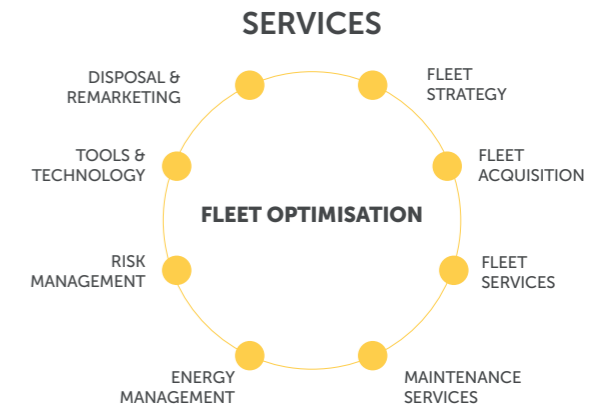 SERVICES
DISPOSAL &
REMARKETING
FLEET
STRATEGY
TOOLS &
TECHNOLOGY
FLEET
ACQUISITION
FLEET OPTIMISATION
RISK
MANAGEMENT
FLEET
SERVICES
ENERGY
MANAGEMENT
MAINTENANCE
SERVICES